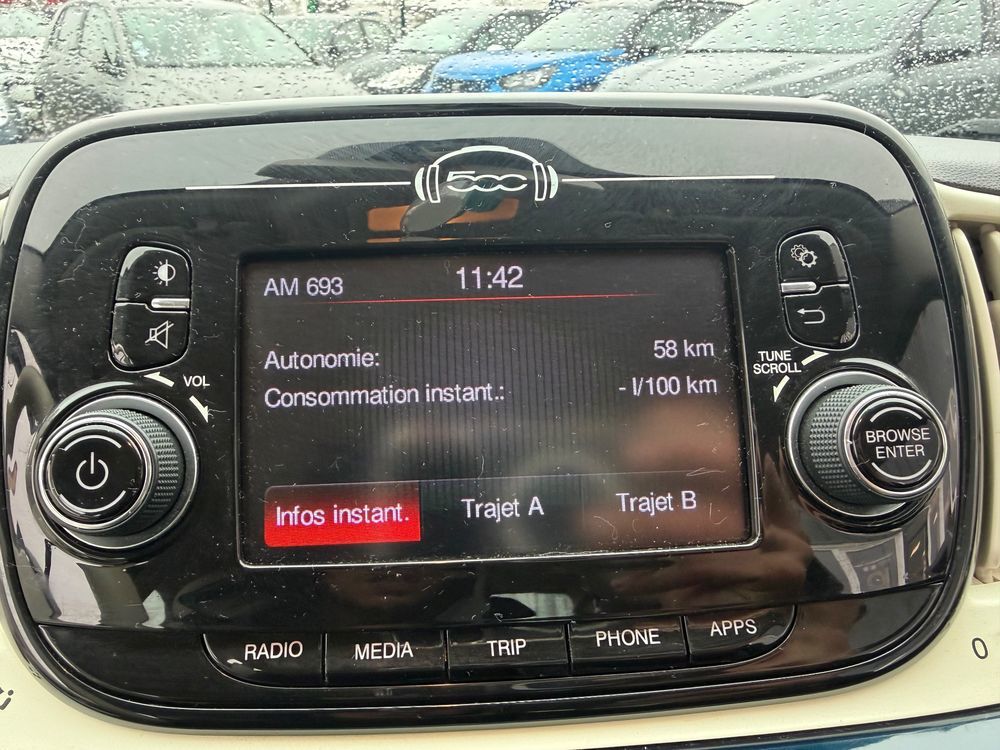 500
AM 693
11:42
VOL
TUNE
SCROLL
Autonomie:
58 km
Consommation instant.:
- l/100 km
BROWSE
ENTER
Infos instant.
Trajet A
Trajet B
RADIO
MEDIA
TRIP
PHONE
APPS
0